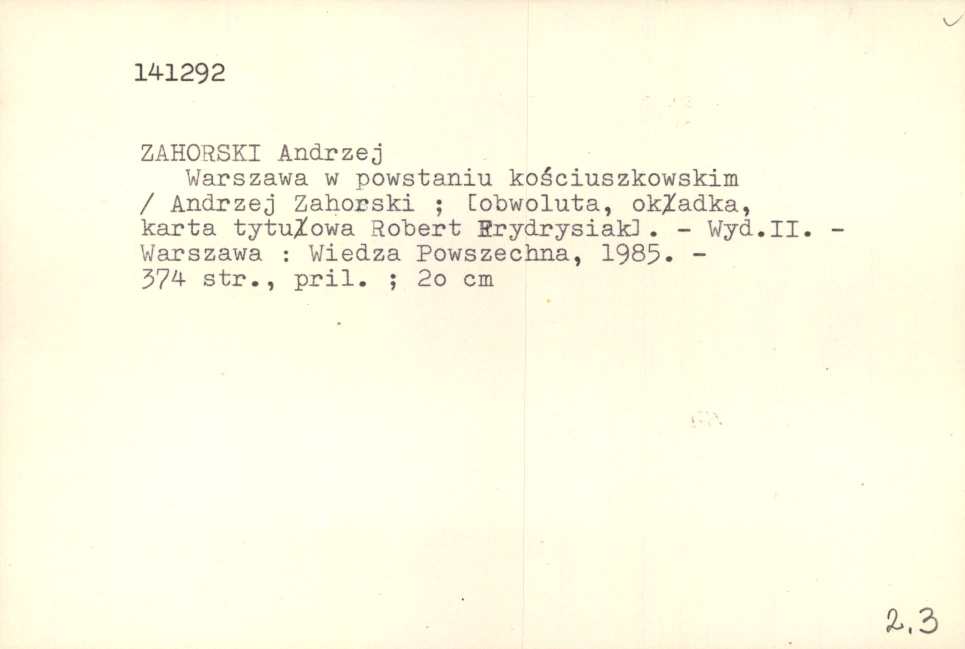 141292
ZAHORSKI Andrzej
Warszawa w powstaniu kościuszkowskim
/ Andrzej Zahorski ; [obwoluta, okładka,
karta tytułowa Robert Frydrysiak]. - Wyd.II. -
Warszawa : Wiedza Powszechna, 1985. -
374 str., pril. ; 2o cm
2.3